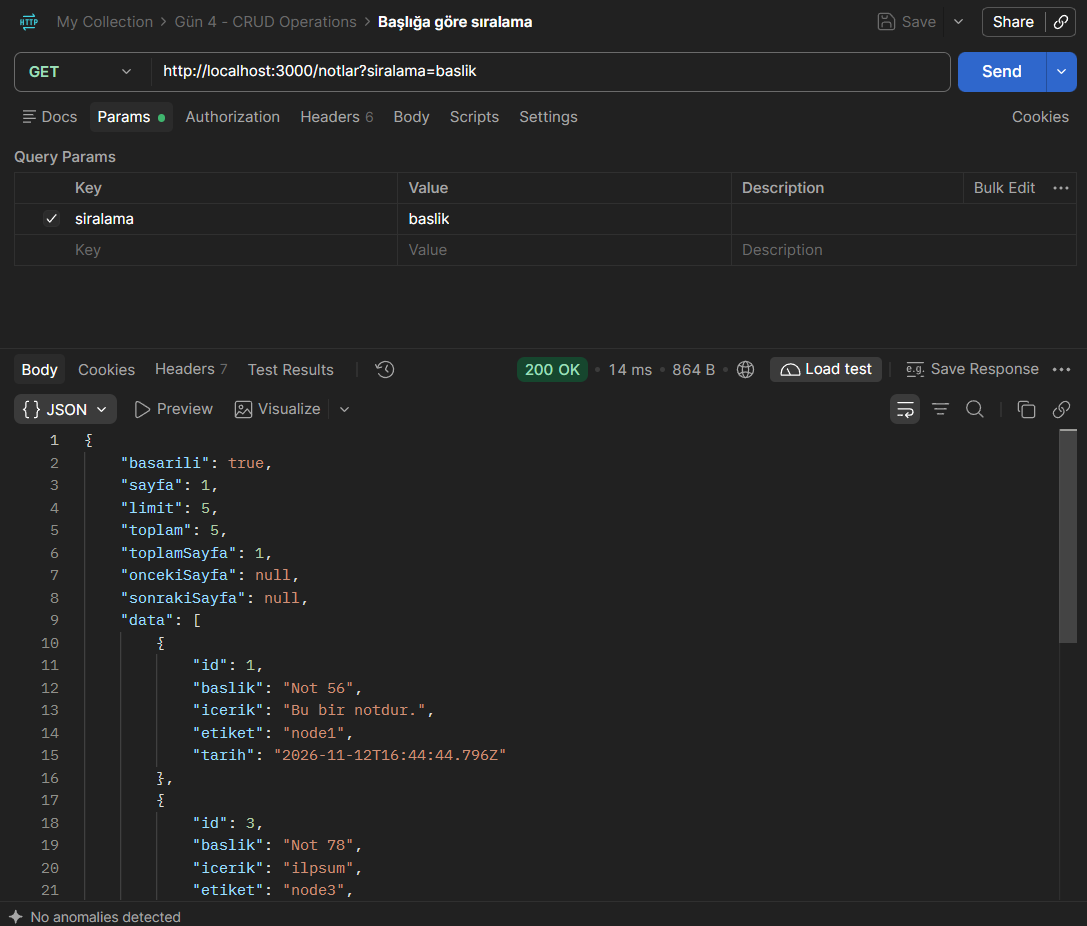 HTTP My Collection > Gün 4 - CRUD Operations > Başlığa göre sıralama Save Share
GET http://localhost:3000/notlar?siralama=baslik Send
Docs Params Authorization Headers 6 Body Scripts Settings Cookies
Query Params
Key Value Description Bulk Edit
siralama baslik
Key Value Description
Body Cookies Headers 7 Test Results 200 OK 14 ms 864 B Load test e.g. Save Response
{} JSON Preview Visualize
1 {
2 "basarili": true,
3 "sayfa": 1,
4 "limit": 5,
5 "toplam": 5,
6 "toplamSayfa": 1,
7 "oncekiSayfa": null,
8 "sonrakiSayfa": null,
9 "data": [
10 {
11 "id": 1,
12 "baslik": "Not 56",
13 "icerik": "Bu bir notdur.",
14 "etiket": "node1",
15 "tarih": "2026-11-12T16:44:44.796Z"
16 },
17 {
18 "id": 3,
19 "baslik": "Not 78",
20 "icerik": "ilpsum",
21 "etiket": "node3",
No anomalies detected